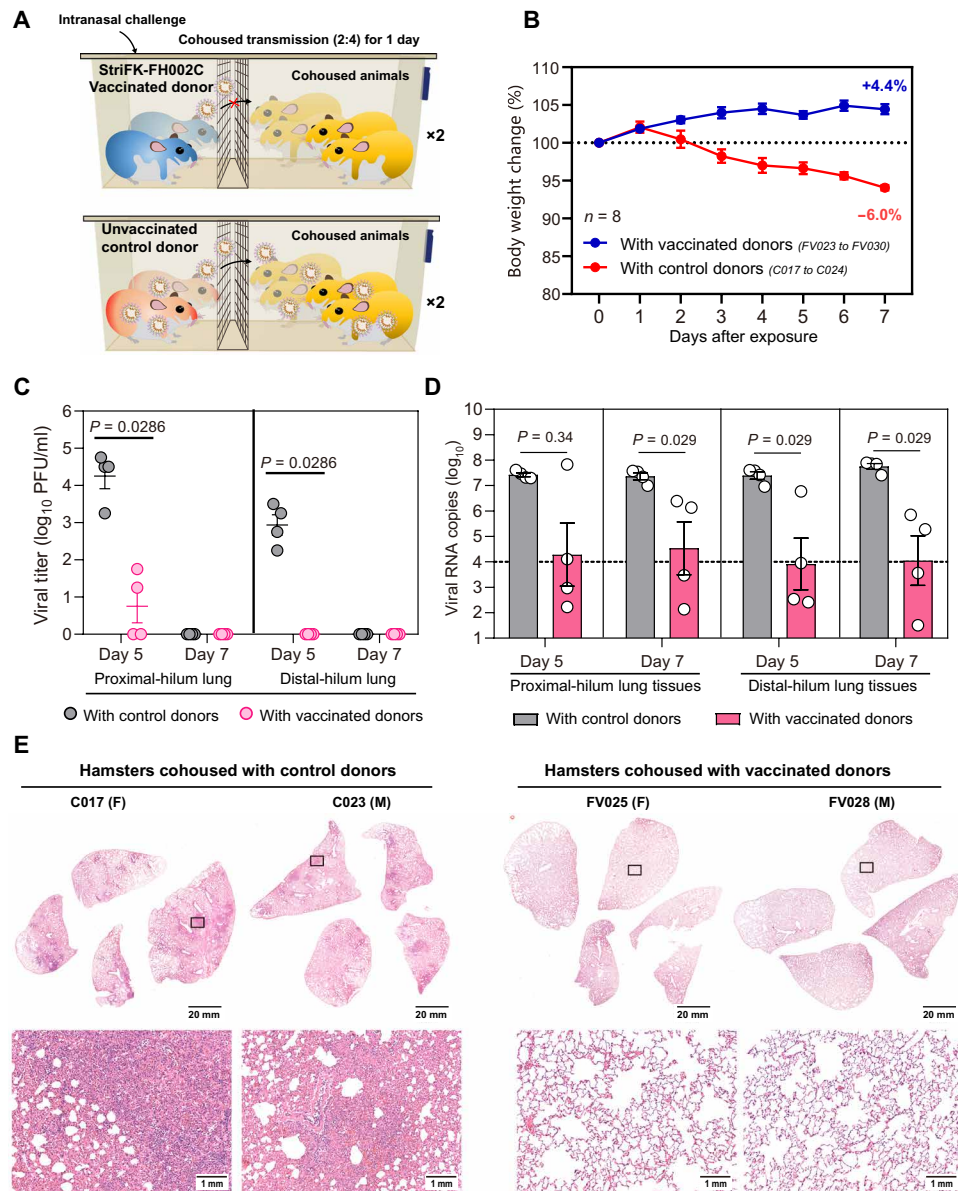 A
Intranasal challenge
Cohoused transmission (2:4) for 1 day
StriFK-FH002C
Vaccinated donor
Cohoused animals
×2
Unvaccinated
control donor
Cohoused animals
×2
B
Body weight change (%)
110
105
100
95
90
85
80
+4.4%
−6.0%
n = 8
With vaccinated donors (FV023 to FV030)
With control donors (C017 to C024)
0 1 2 3 4 5 6 7
Days after exposure
C
Viral titer (log10 PFU/ml)
6
5
4
3
2
1
0
P = 0.0286
P = 0.0286
Day 5 Day 7 Day 5 Day 7
Proximal-hilum lung Distal-hilum lung
With control donors With vaccinated donors
D
Viral RNA copies (log10)
10
9
8
7
6
5
4
3
2
1
P = 0.34 P = 0.029 P = 0.029 P = 0.029
Day 5 Day 7 Day 5 Day 7
Proximal-hilum lung tissues Distal-hilum lung tissues
With control donors With vaccinated donors
E
Hamsters cohoused with control donors
Hamsters cohoused with vaccinated donors
C017 (F) C023 (M) FV025 (F) FV028 (M)
20 mm 20 mm 20 mm 20 mm
1 mm 1 mm 1 mm 1 mm